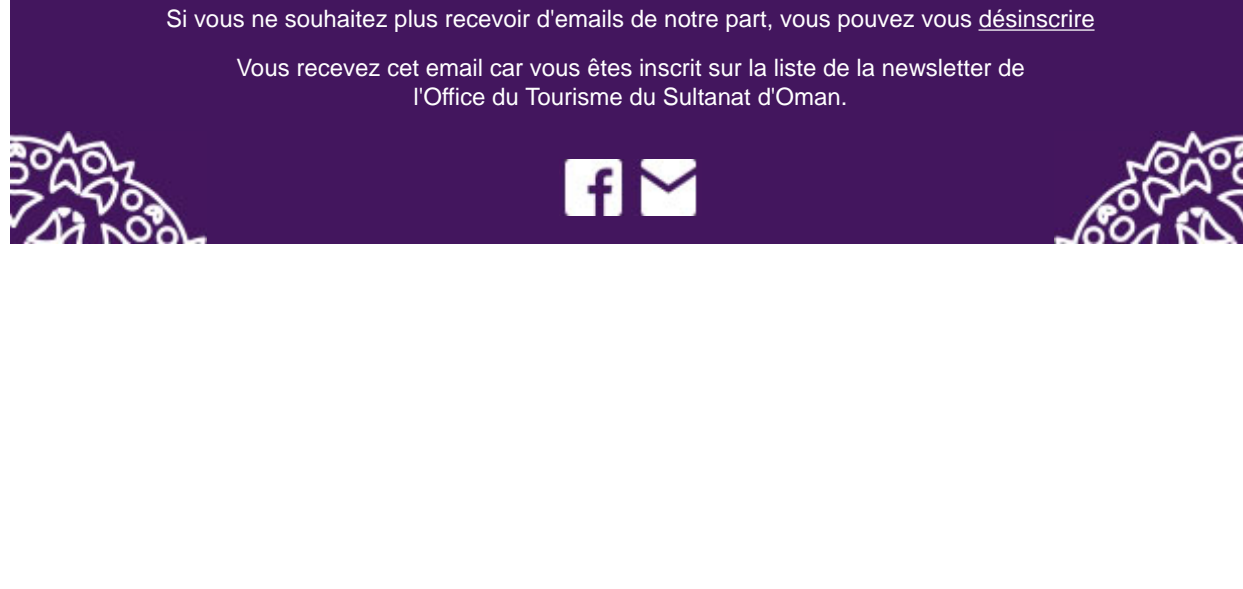 Si vous ne souhaitez plus recevoir d'emails de notre part, vous pouvez vous désinscrire
Vous recevez cet email car vous êtes inscrit sur la liste de la newsletter de
l'Office du Tourisme du Sultanat d'Oman.